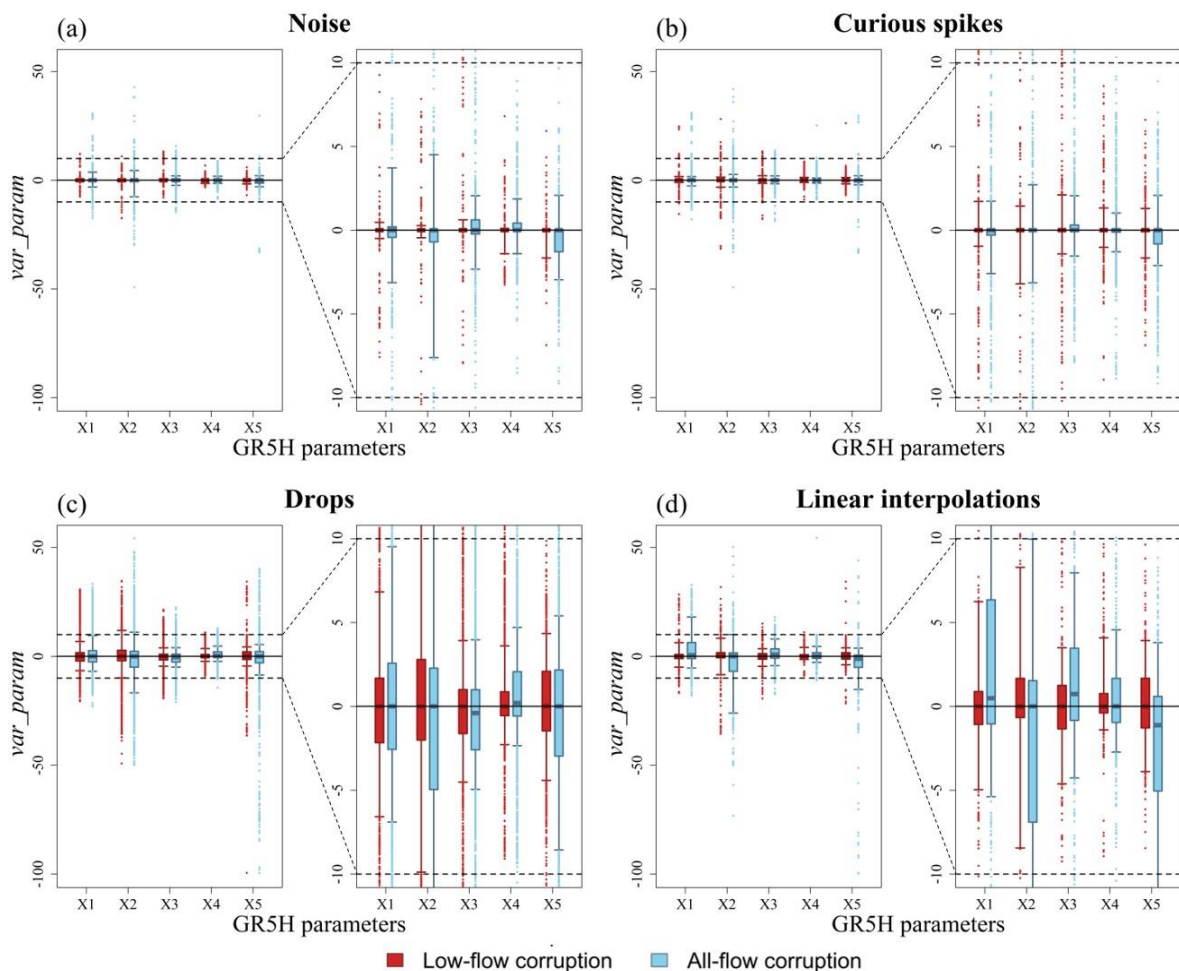 (a) Noise
50
0
-50
-100
var_param
10
5
0
-5
-10
X1 X2 X3 X4 X5 X1 X2 X3 X4 X5
GR5H parameters
(b) Curious spikes
50
0
-50
-100
var_param
10
5
0
-5
-10
X1 X2 X3 X4 X5 X1 X2 X3 X4 X5
GR5H parameters
(c) Drops
50
0
-50
-100
var_param
10
5
0
-5
-10
X1 X2 X3 X4 X5 X1 X2 X3 X4 X5
GR5H parameters
(d) Linear interpolations
50
0
-50
-100
var_param
10
5
0
-5
-10
X1 X2 X3 X4 X5 X1 X2 X3 X4 X5
GR5H parameters
Low-flow corruption All-flow corruption